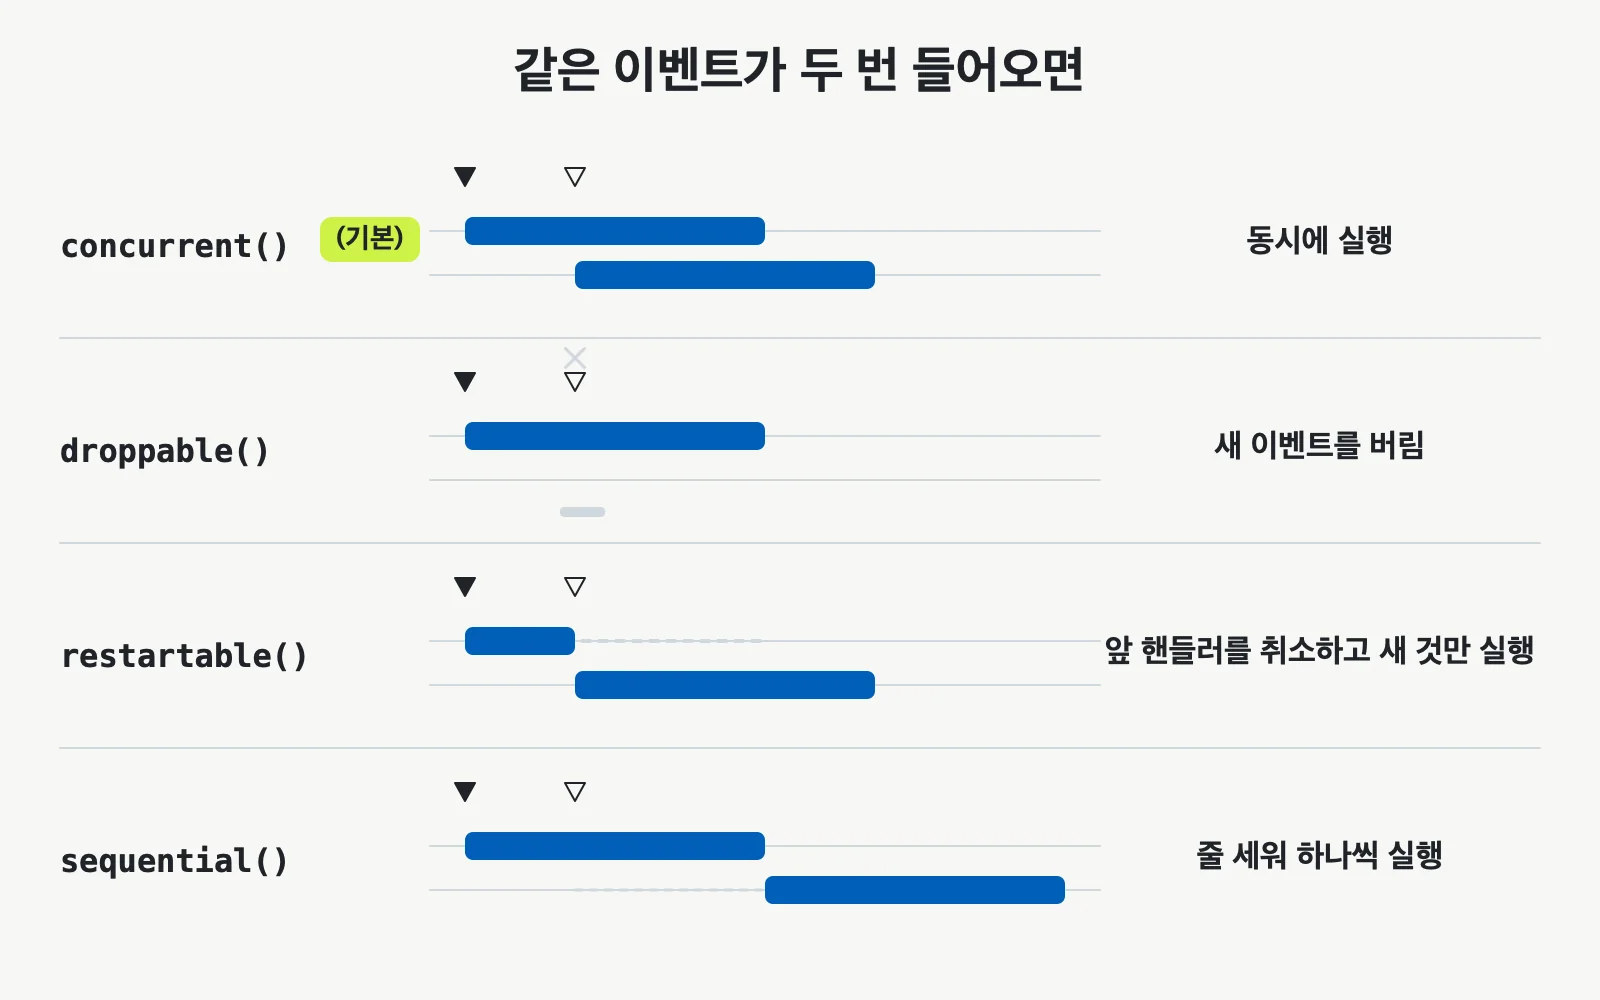 같은 이벤트가 두 번 들어오면
concurrent() (기본) 동시에 실행
droppable() 새 이벤트를 버림
restartable() 앞 핸들러를 취소하고 새 것만 실행
sequential() 줄 세워 하나씩 실행